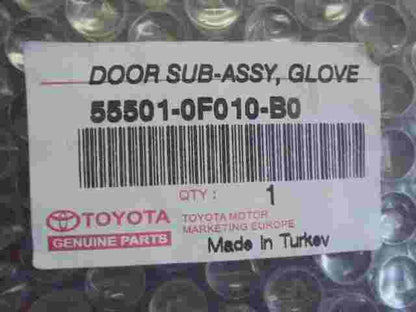 DOOR SUB-ASSY, GLOVE
55501-0F010-B0
QTY : 1
TOYOTA
GENUINE PARTS
TOYOTA MOTOR
MARKETING EUROPE
Made in Turkey